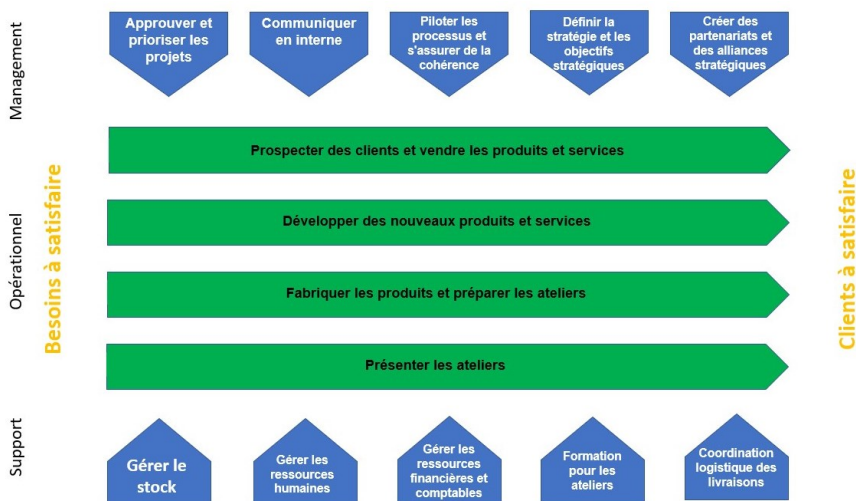 Management
Approuver et
prioriser les
projets
Communiquer
en interne
Piloter les
processus et
s'assurer de la
cohérence
Définir la
stratégie et les
objectifs
stratégiques
Créer des
partenariats et
des alliances
stratégiques
Besoins à satisfaire
Opérationnel
Prospecter des clients et vendre les produits et services
Développer des nouveaux produits et services
Fabriquer les produits et préparer les ateliers
Présenter les ateliers
Clients à satisfaire
Support
Gérer le
stock
Gérer les
ressources
humaines
Gérer les
ressources
financières et
comptables
Formation
pour les
ateliers
Coordination
logistique des
livraisons